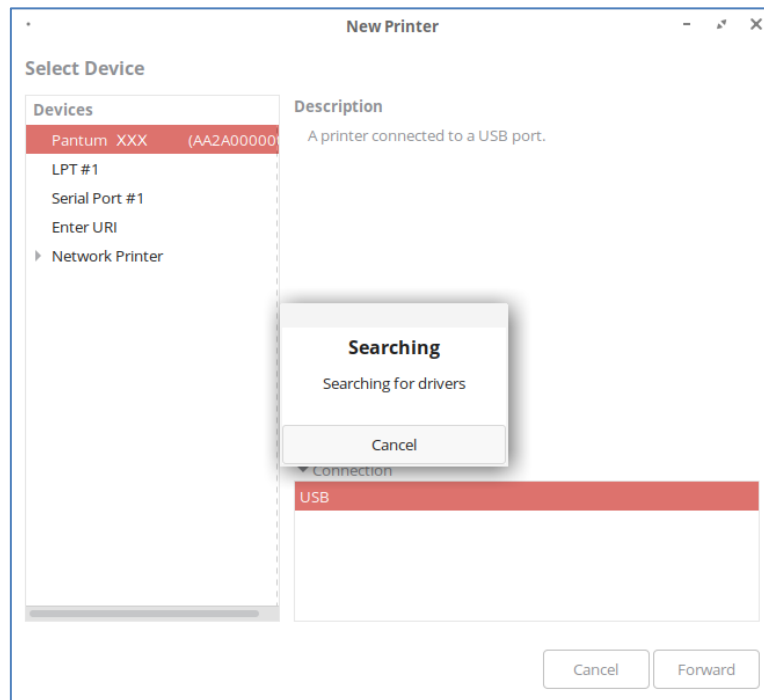 New Printer
Select Device
Devices
Pantum XXX (AA2A00000
LPT #1
Serial Port #1
Enter URI
Network Printer
Description
A printer connected to a USB port.
Searching
Searching for drivers
Cancel
Connection
USB
Cancel Forward